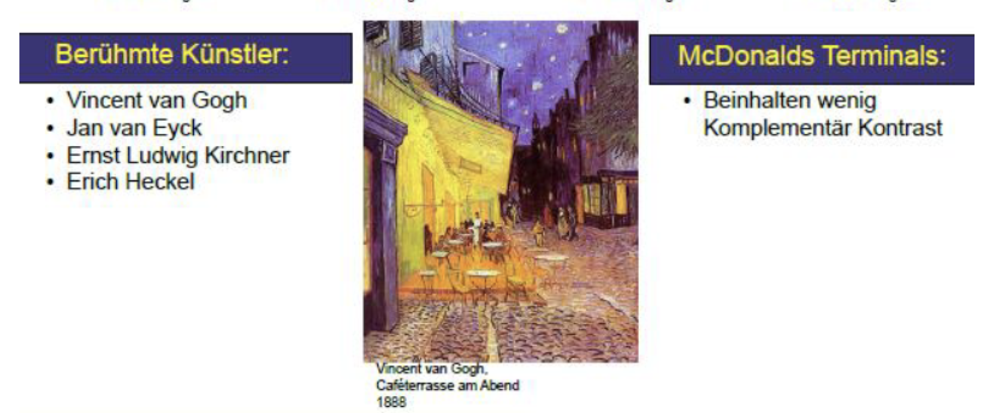 Berühmte Künstler:
• Vincent van Gogh
• Jan van Eyck
• Ernst Ludwig Kirchner
• Erich Heckel
Vincent van Gogh,
Caféterrasse am Abend
1888
McDonalds Terminals:
• Beinhalten wenig
Komplementär Kontrast